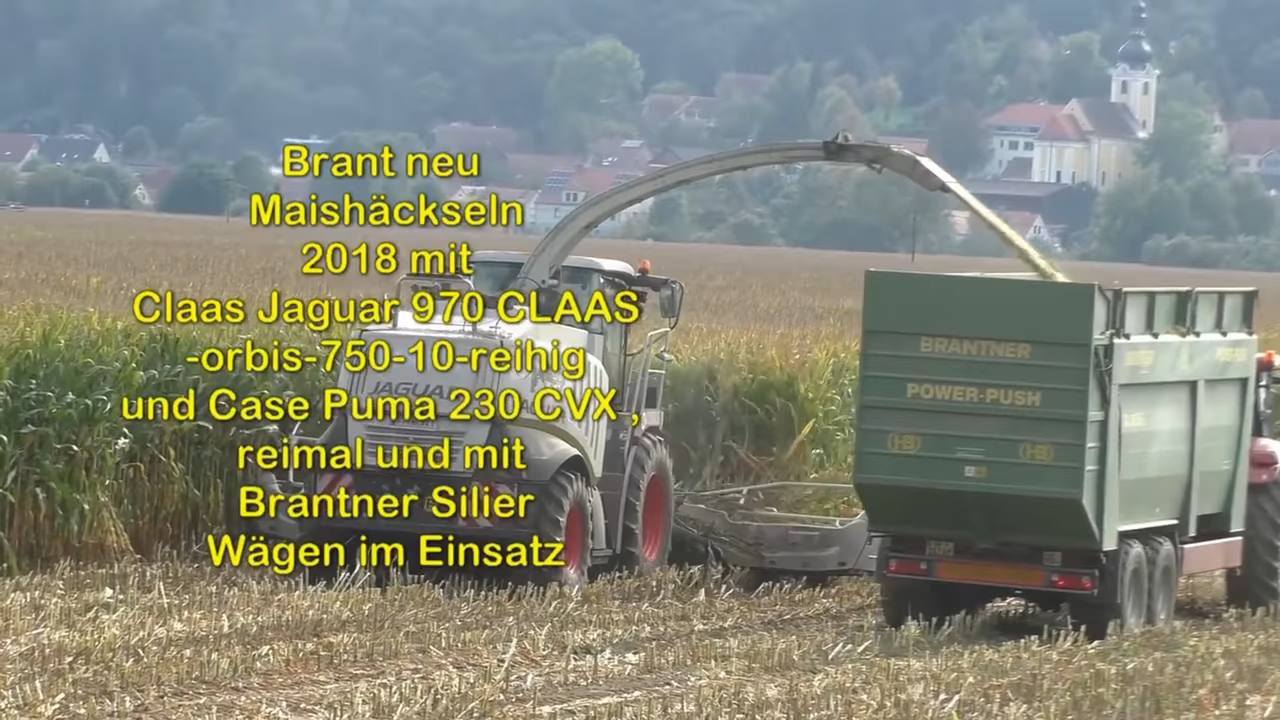 Brant neu
Maishäckseln
2018 mit
Claas Jaguar 970 CLAAS
-orbis-750-10-reihig
und Case Puma 230 CVX ,
reimal und mit
Brantner Silier
Wägen im Einsatz
JAGUAR
BRANTNER
POWER-PUSH